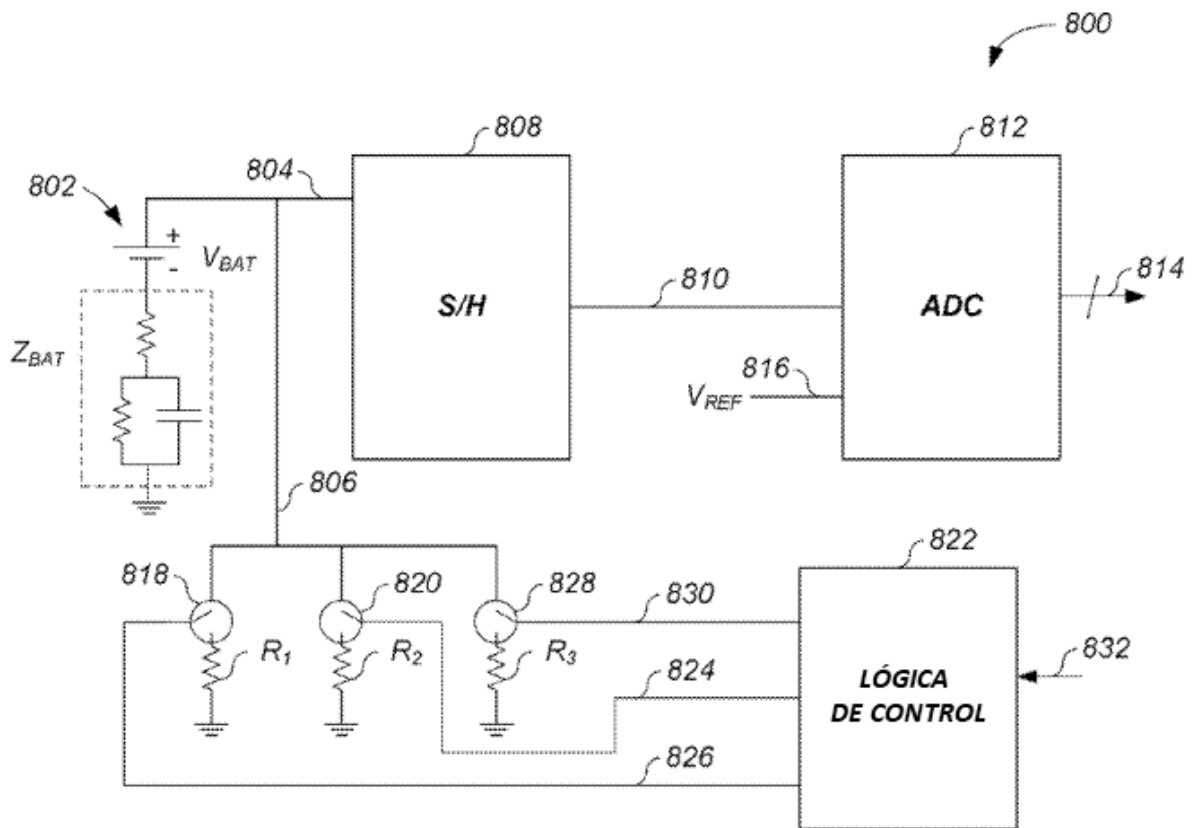 800
808
812
802
804
+
-
V_BAT
810
814
S/H
ADC
Z_BAT
816
V_REF
806
818
820
828
822
830
R_1
R_2
R_3
824
832
LÓGICA
DE CONTROL
826